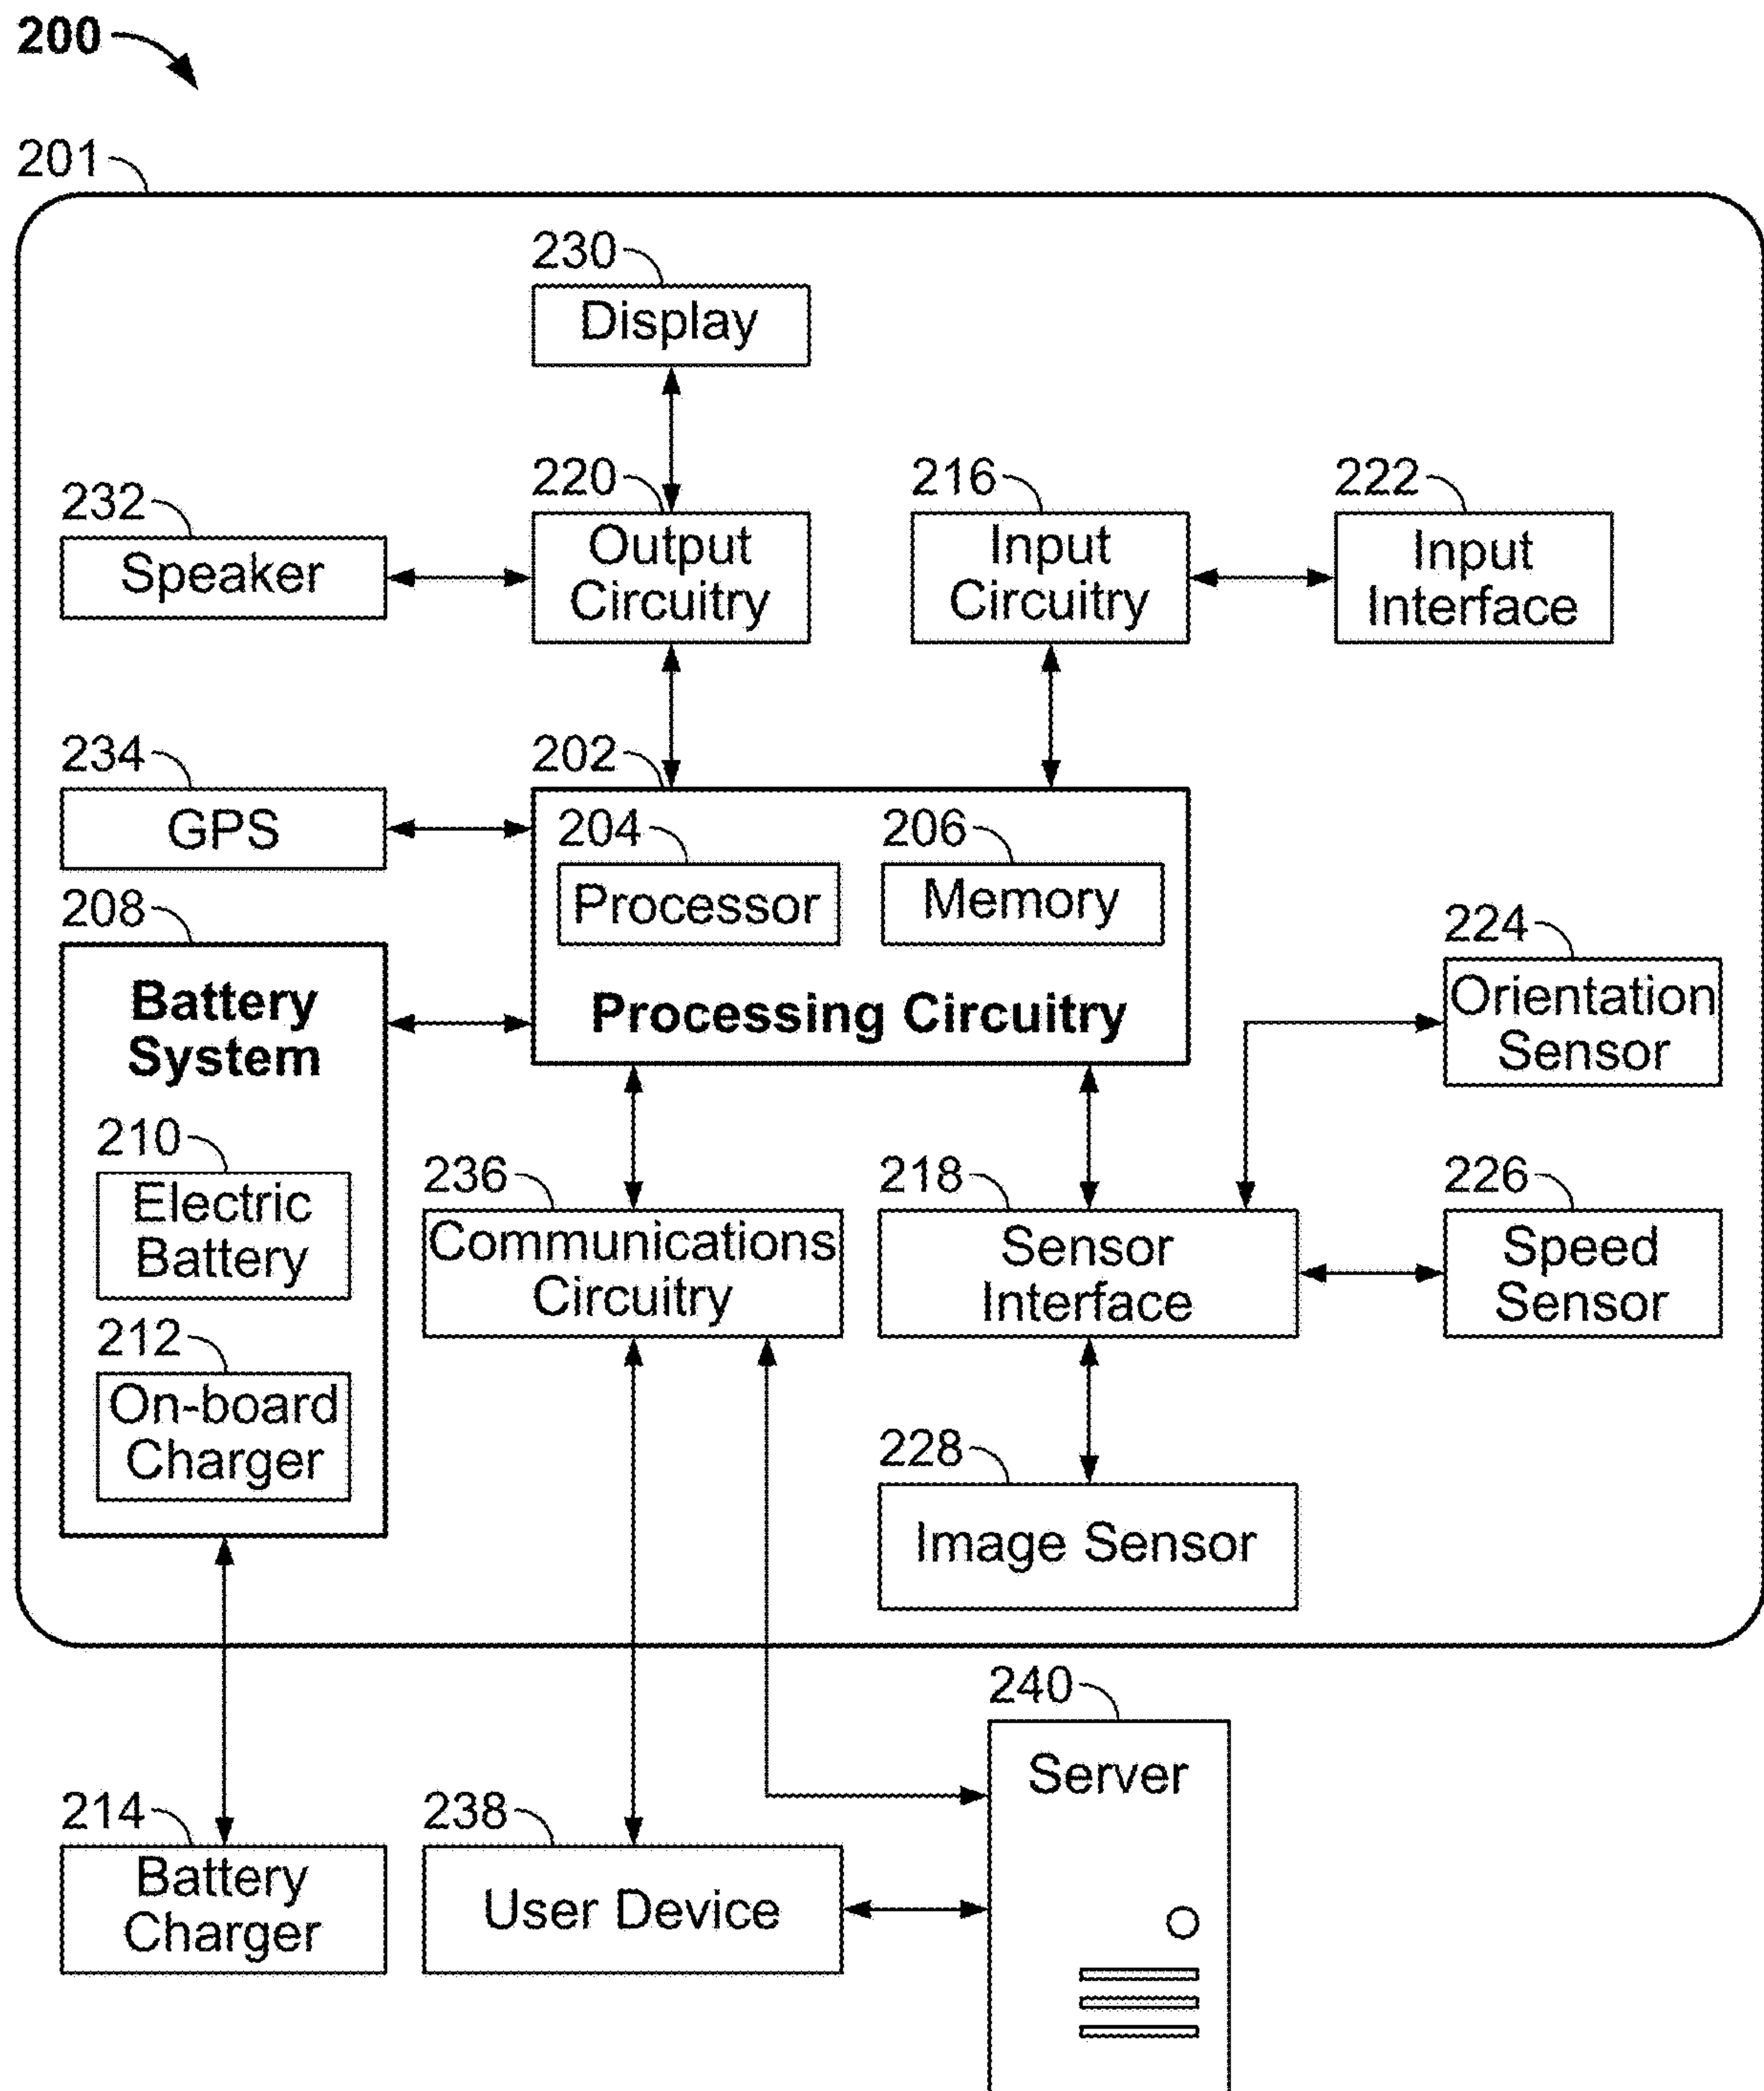 200
201
230
Display
232
220
216
222
Speaker
Output
Circuitry
Input
Circuitry
Input
Interface
234
GPS
202
204
Processor
206
Memory
Processing Circuitry
208
Battery
System
210
Electric
Battery
212
On-board
Charger
224
Orientation
Sensor
236
Communications
Circuitry
218
Sensor
Interface
226
Speed
Sensor
228
Image Sensor
240
Server
214
Battery
Charger
238
User Device